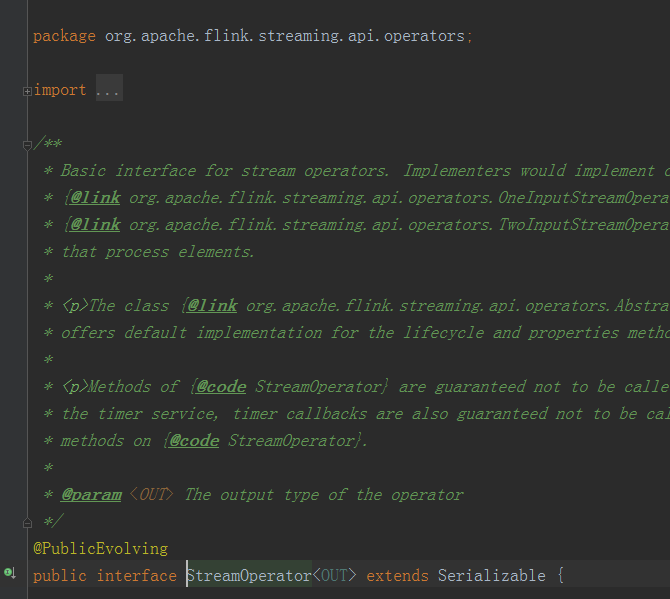 package org.apache.flink.streaming.api.operators;
import ...
/**
* Basic interface for stream operators. Implementers would implement
* {@link org.apache.flink.streaming.api.operators.OneInputStreamOpera
* {@link org.apache.flink.streaming.api.operators.TwoInputStreamOpera
* that process elements.
*
* <p>The class {@link org.apache.flink.streaming.api.operators.Abstra
* offers default implementation for the lifecycle and properties metho
*
* <p>Methods of {@code StreamOperator} are guaranteed not to be calle
* the timer service, timer callbacks are also guaranteed not to be cal
* methods on {@code StreamOperator}.
*
* @param <OUT> The output type of the operator
*/
@PublicEvolving
public interface StreamOperator<OUT> extends Serializable {